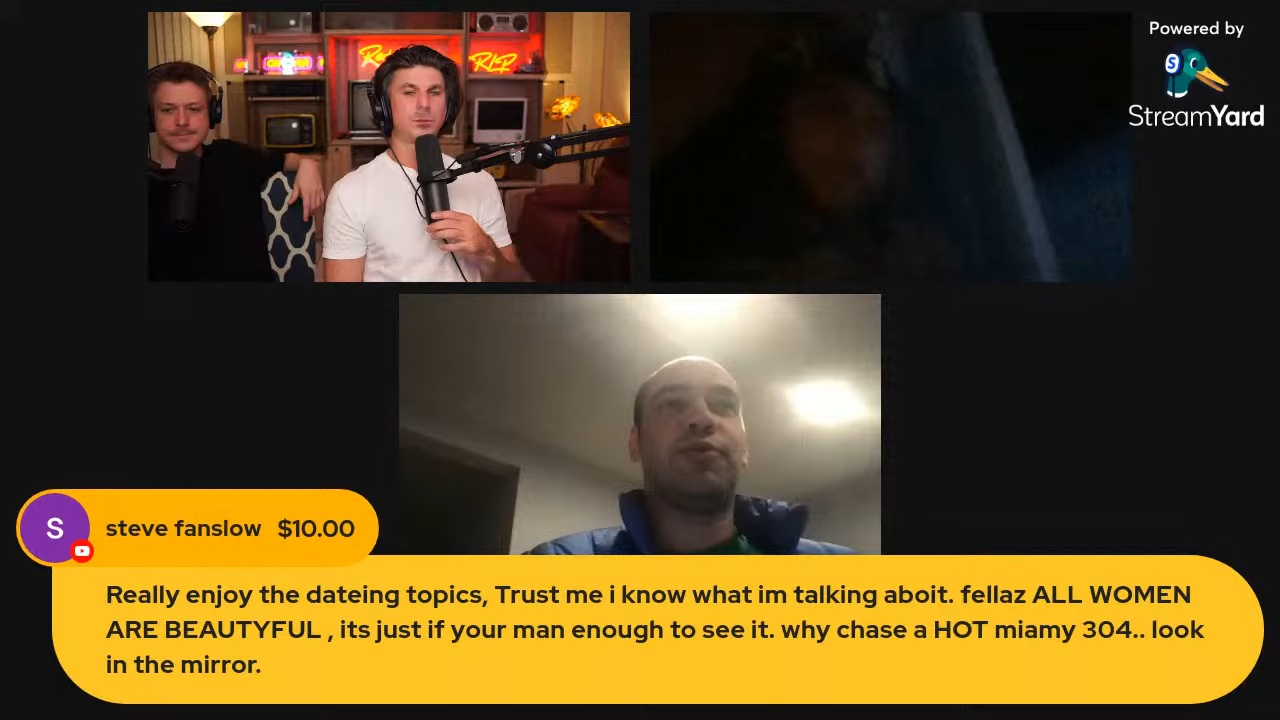 Powered by
StreamYard
S
steve fanslow $10.00
Really enjoy the dateing topics, Trust me i know what im talking aboit. fellaz ALL WOMEN
ARE BEAUTYFUL , its just if your man enough to see it. why chase a HOT miamy 304.. look
in the mirror.